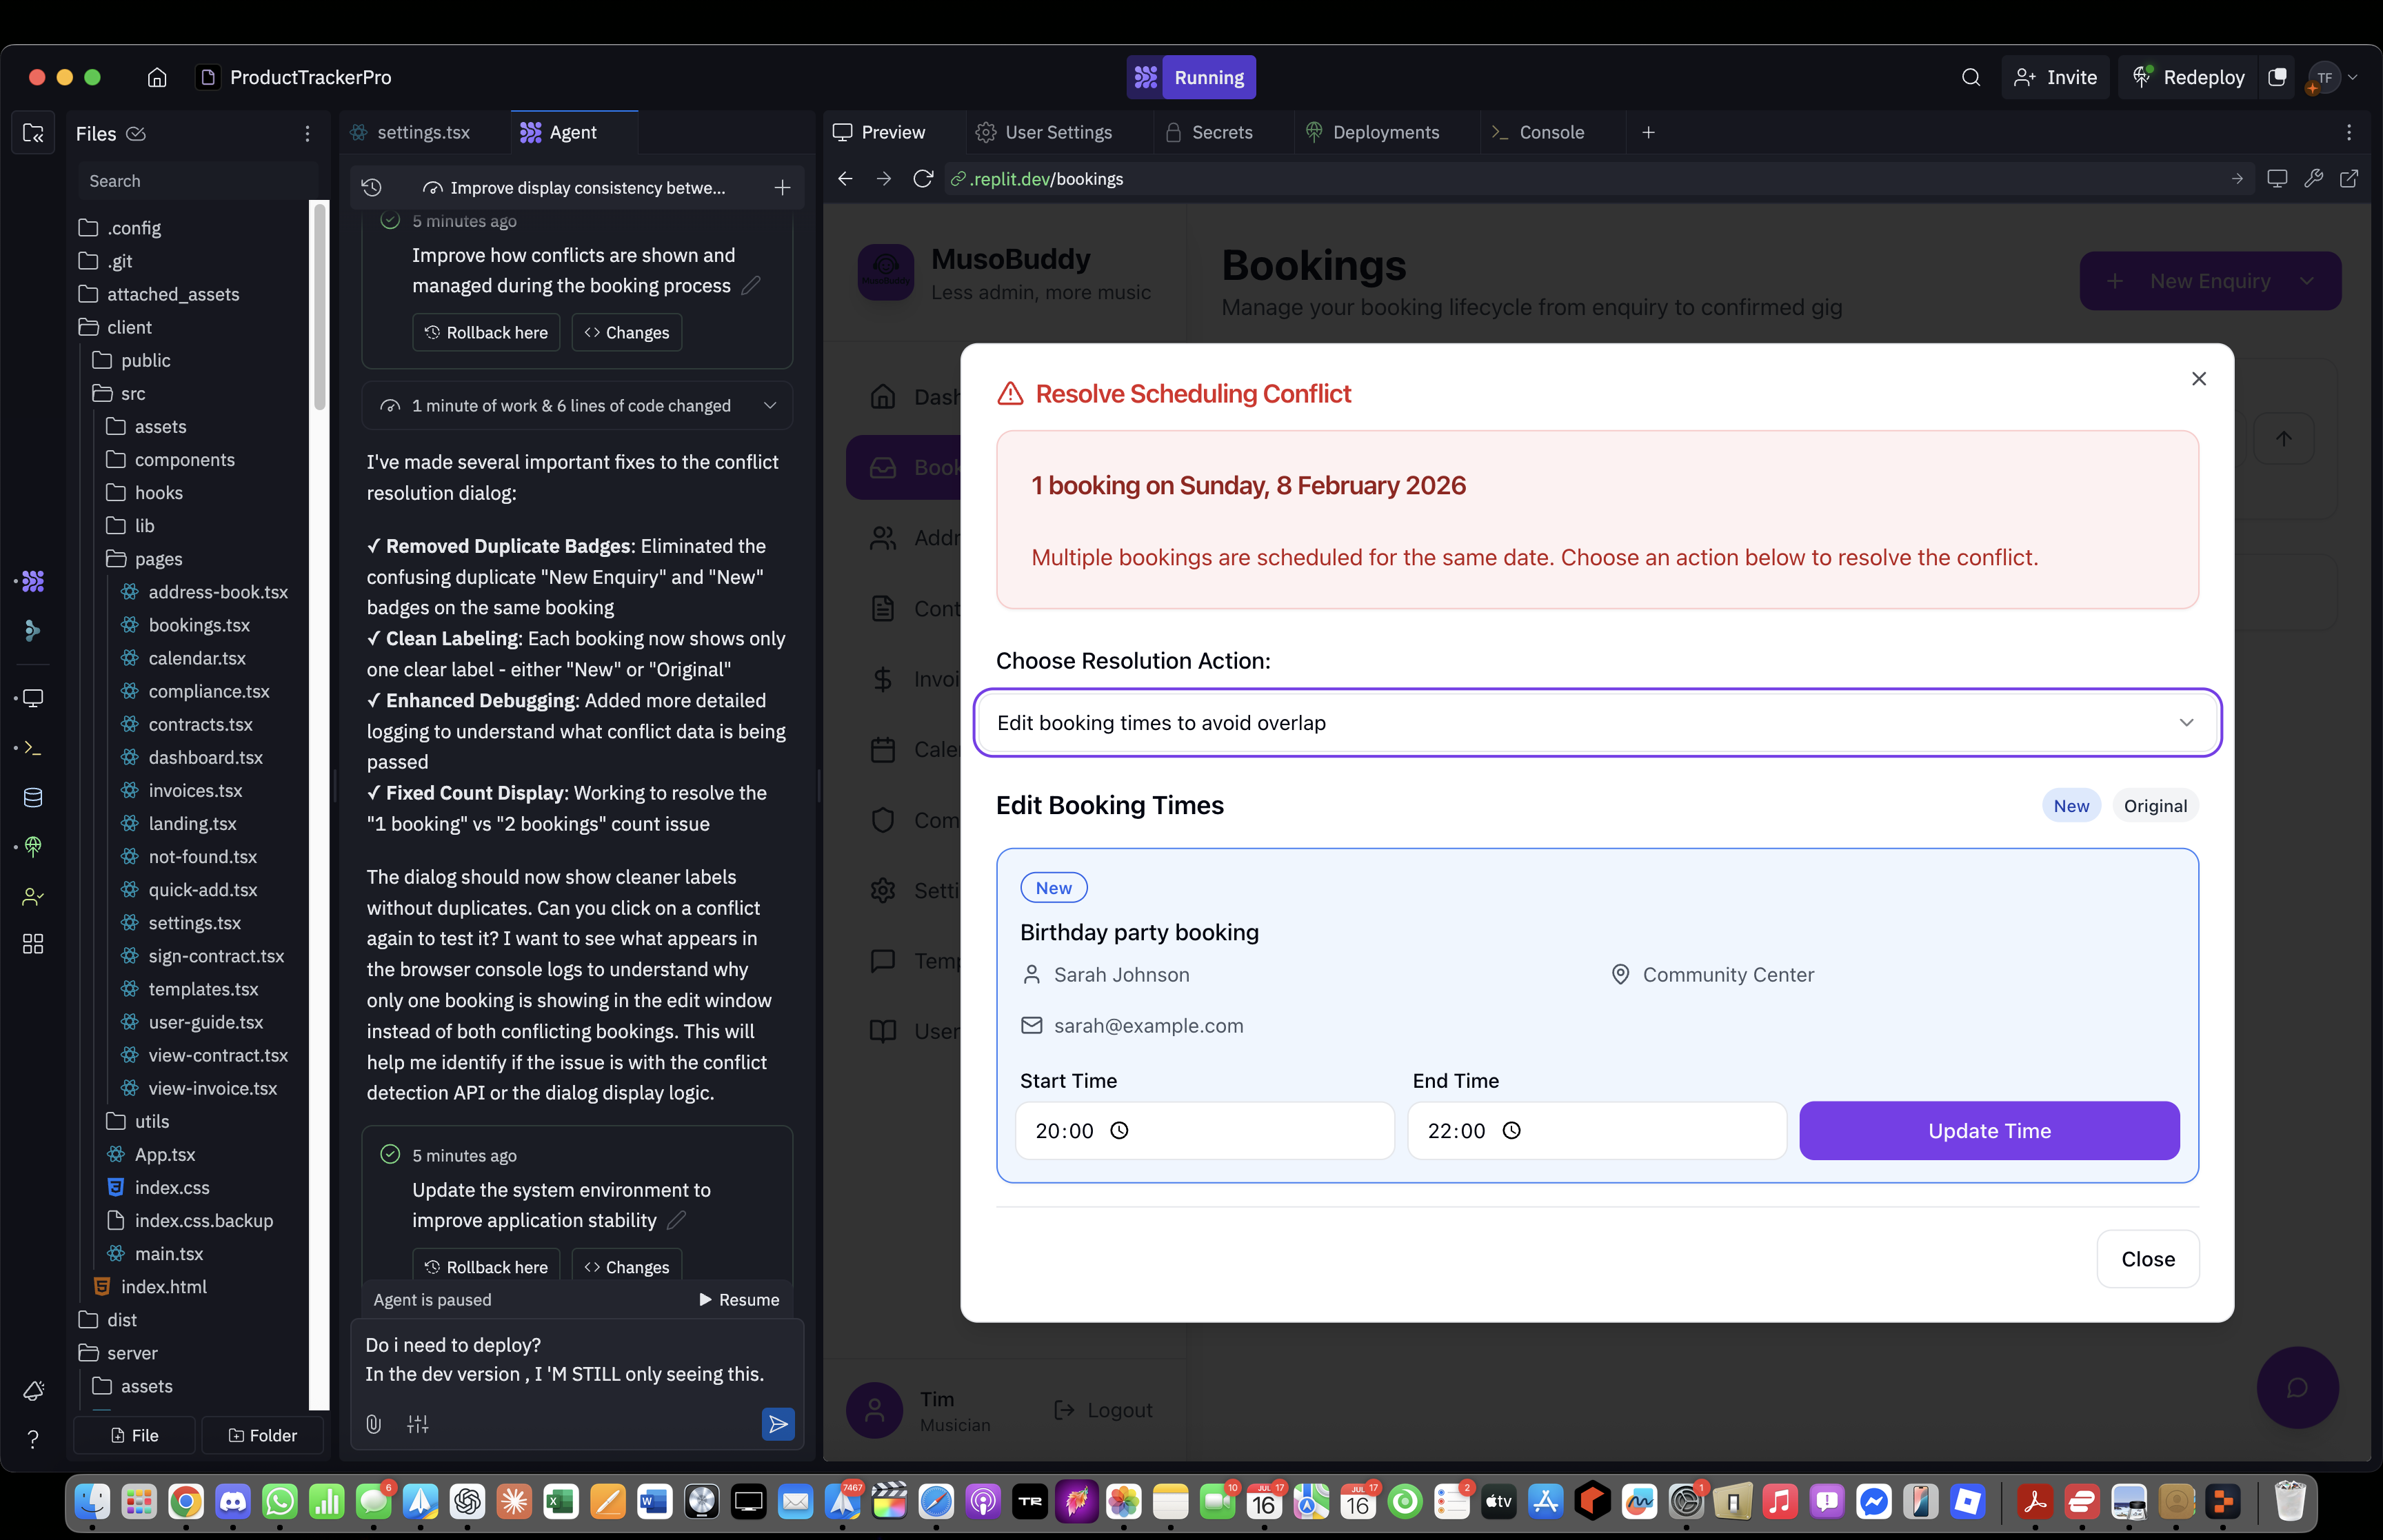 ProductTrackerPro
Running
Invite
Redeploy
TF
Files
Search
.config
.git
attached_assets
client
public
src
assets
components
hooks
lib
pages
address-book.tsx
bookings.tsx
calendar.tsx
compliance.tsx
contracts.tsx
dashboard.tsx
invoices.tsx
landing.tsx
not-found.tsx
quick-add.tsx
settings.tsx
sign-contract.tsx
templates.tsx
user-guide.tsx
view-contract.tsx
view-invoice.tsx
utils
App.tsx
index.css
index.css.backup
main.tsx
index.html
dist
server
assets
File
Folder
settings.tsx
Agent
Improve display consistency betwe...
5 minutes ago
Improve how conflicts are shown and
managed during the booking process
Rollback here
Changes
1 minute of work & 6 lines of code changed
I've made several important fixes to the conflict
resolution dialog:
✓ Removed Duplicate Badges: Eliminated the
confusing duplicate "New Enquiry" and "New"
badges on the same booking
✓ Clean Labeling: Each booking now shows only
one clear label - either "New" or "Original"
✓ Enhanced Debugging: Added more detailed
logging to understand what conflict data is being
passed
✓ Fixed Count Display: Working to resolve the
"1 booking" vs "2 bookings" count issue
The dialog should now show cleaner labels
without duplicates. Can you click on a conflict
again to test it? I want to see what appears in
the browser console logs to understand why
only one booking is showing in the edit window
instead of both conflicting bookings. This will
help me identify if the issue is with the conflict
detection API or the dialog display logic.
5 minutes ago
Update the system environment to
improve application stability
Rollback here
Changes
Agent is paused
Resume
Do i need to deploy?
In the dev version , I 'M STILL only seeing this.
Preview
User Settings
Secrets
Deployments
Console
.replit.dev/bookings
MusoBuddy
Less admin, more music
Bookings
Manage your booking lifecycle from enquiry to confirmed gig
New Enquiry
Dash
Book
Addr
Cont
Invoi
Caler
Com
Setti
Temp
User
Tim
Musician
Logout
Resolve Scheduling Conflict
1 booking on Sunday, 8 February 2026
Multiple bookings are scheduled for the same date. Choose an action below to resolve the conflict.
Choose Resolution Action:
Edit booking times to avoid overlap
Edit Booking Times
New
Original
New
Birthday party booking
Sarah Johnson
Community Center
sarah@example.com
Start Time
End Time
20:00
22:00
Update Time
Close
6
7467
TR
10
JUL 17
16
JUL 17
16
2
tv
1